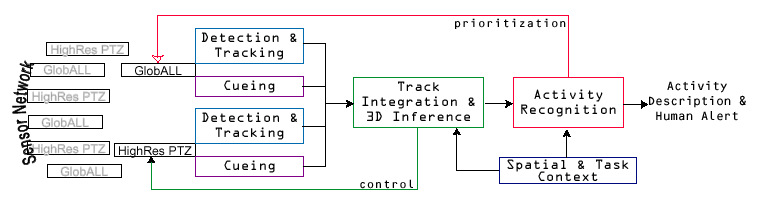 prioritization
Detection &
Tracking
HighRes PTZ
GlobALL
GlobALL
HighRes PTZ
Cueing
GlobALL
Sensor Network
HighRes PTZ
GlobALL
HighRes PTZ
Detection &
Tracking
Cueing
Track
Integration &
3D Inference
Activity
Recognition
Activity
Description &
Human Alert
Spatial & Task
Context
control